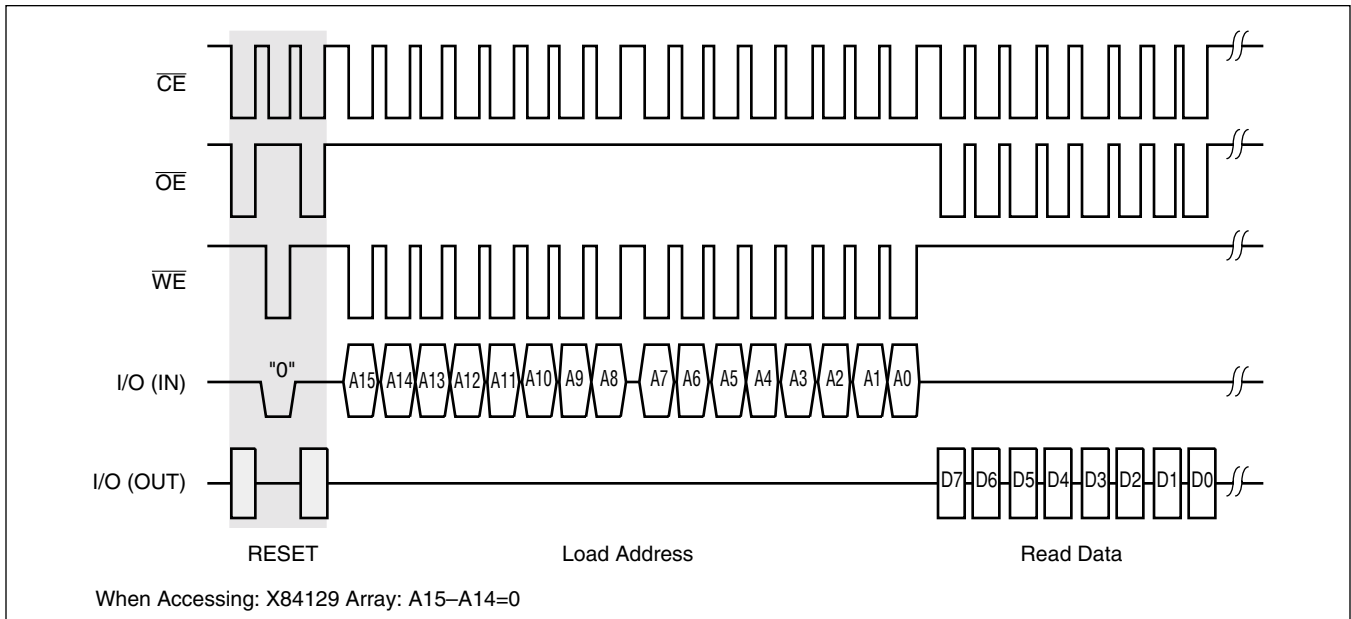 CE
OE
WE
I/O (IN) "0" A15 A14 A13 A12 A11 A10 A9 A8 A7 A6 A5 A4 A3 A2 A1 A0
I/O (OUT) D7 D6 D5 D4 D3 D2 D1 D0
RESET Load Address Read Data
When Accessing: X84129 Array: A15–A14=0